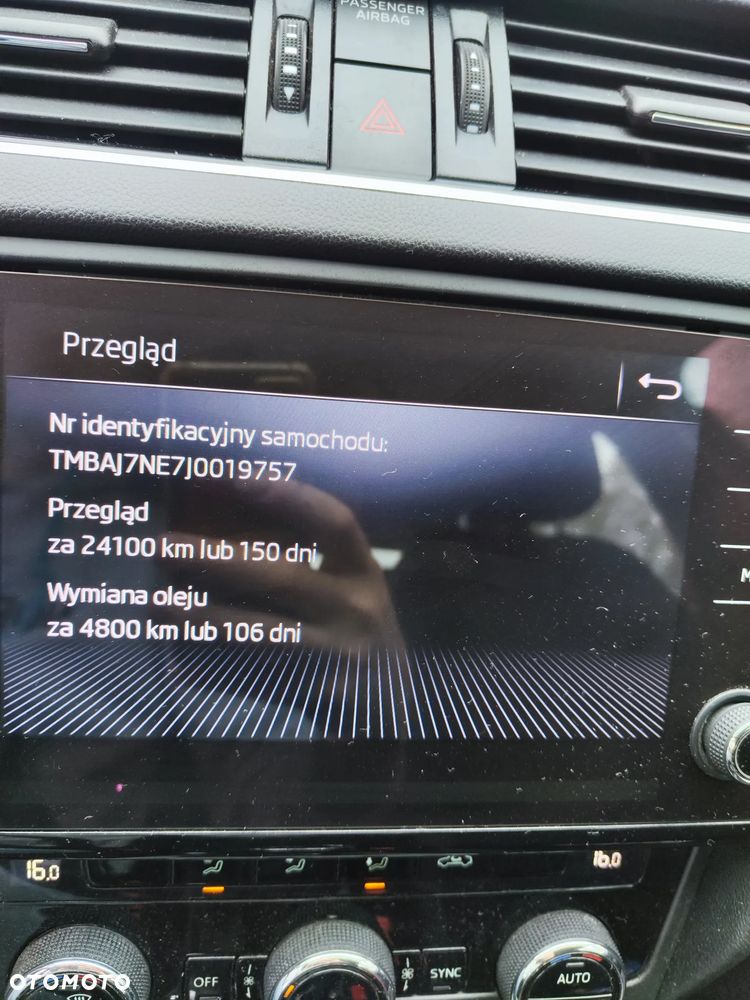 PASSENGER
AIRBAG
Przegląd
Nr identyfikacyjny samochodu:
TMBAJ7NE7J0019757
Przegląd
za 24100 km lub 150 dni
Wymiana oleju
za 4800 km lub 106 dni
M
16.0
16.0
OFF
SYNC
AUTO
OTOMOTO